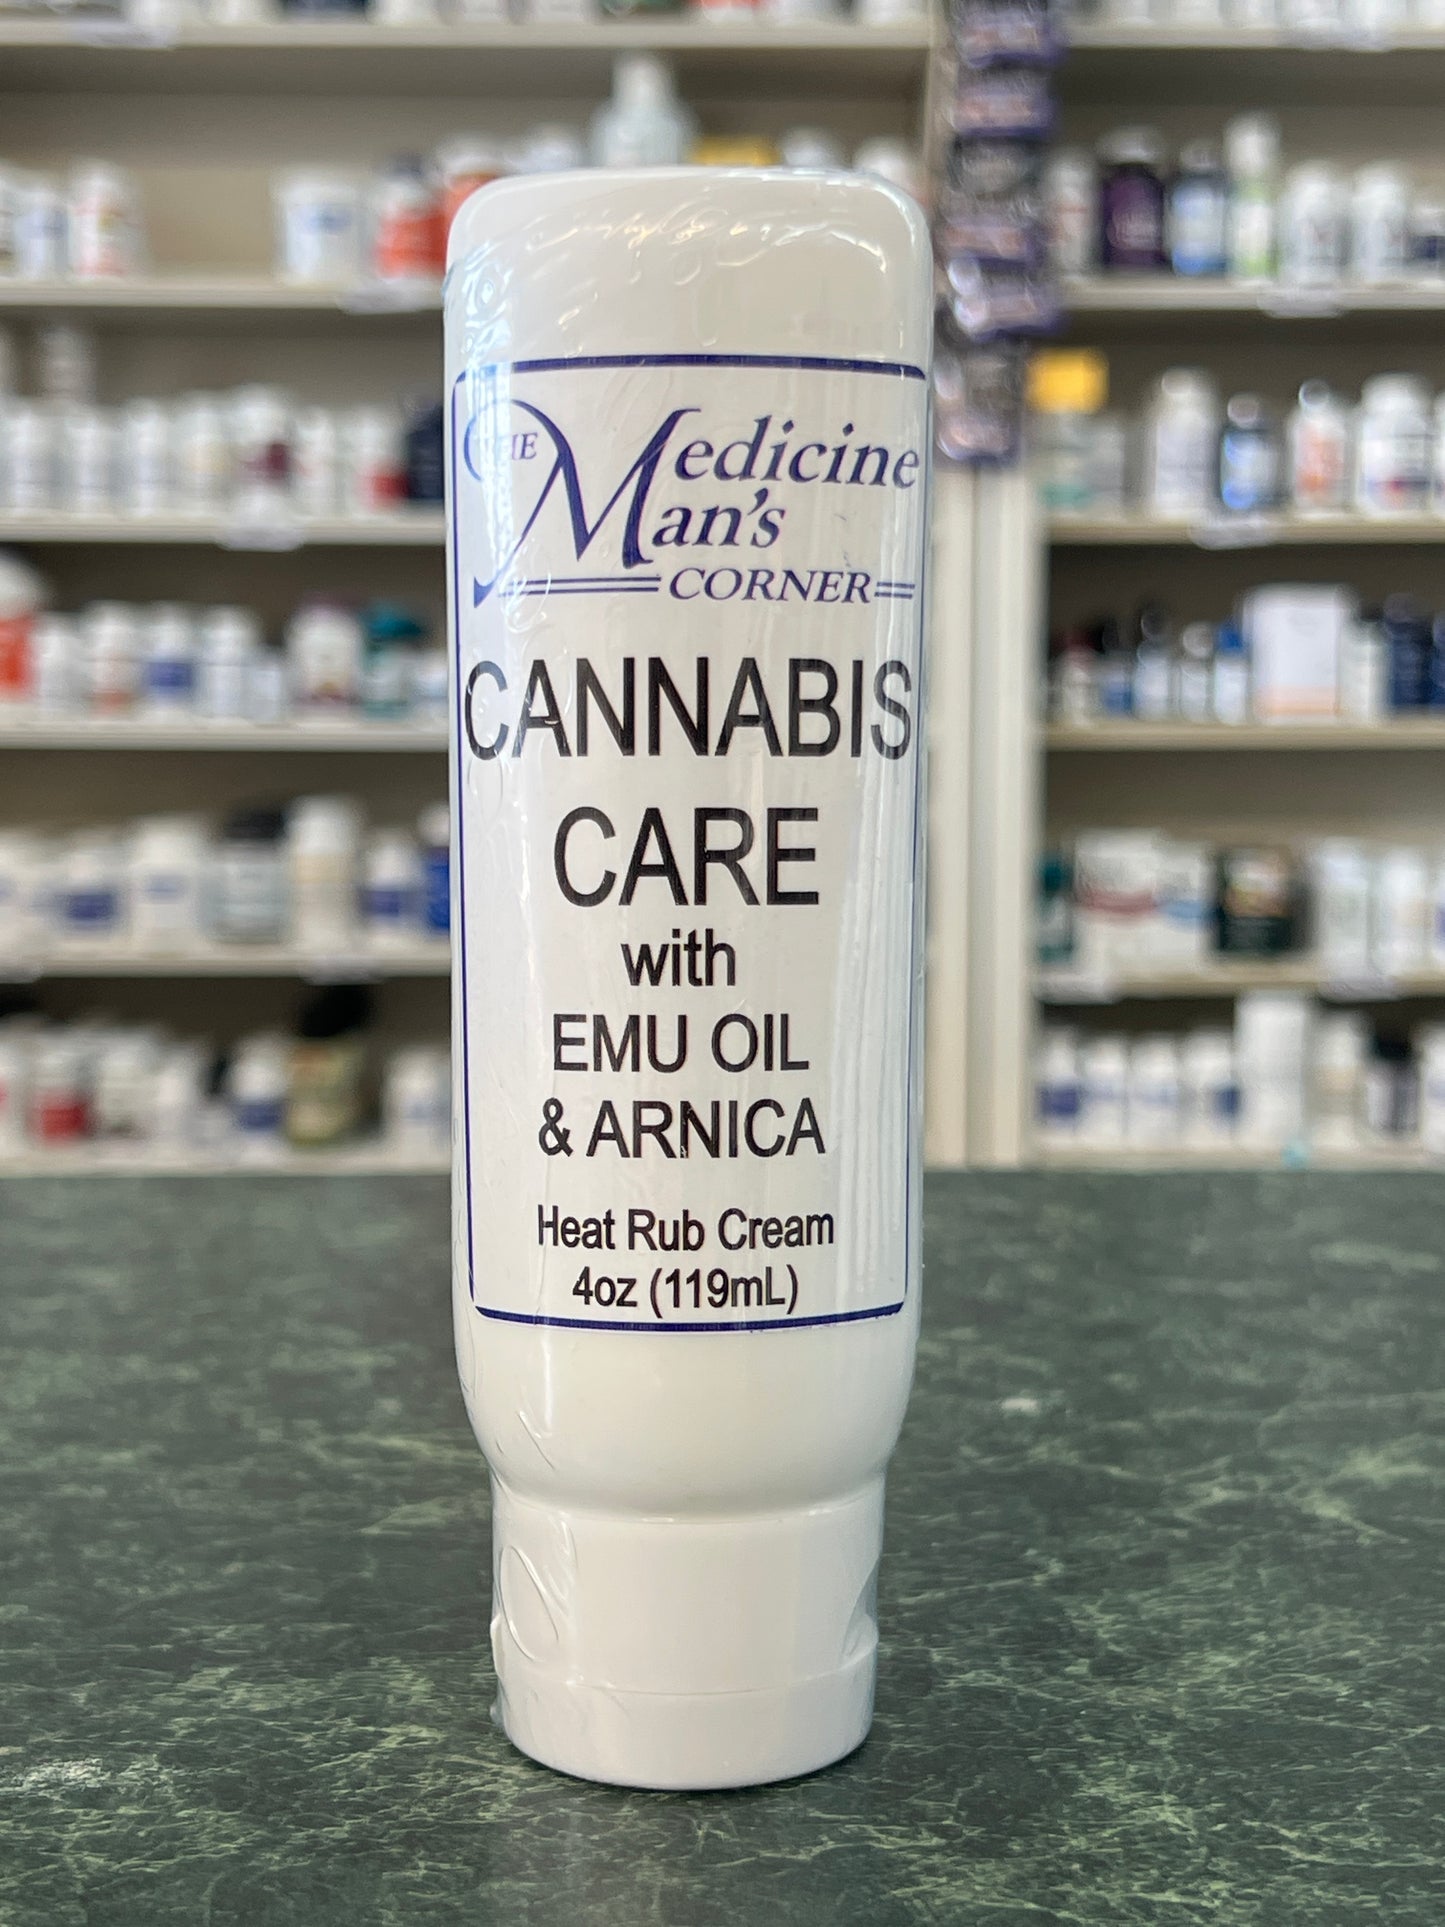 THE Medicine
Man's
CORNER
CANNABIS
CARE
with
EMU OIL
& ARNICA
Heat Rub Cream
4oz (119mL)